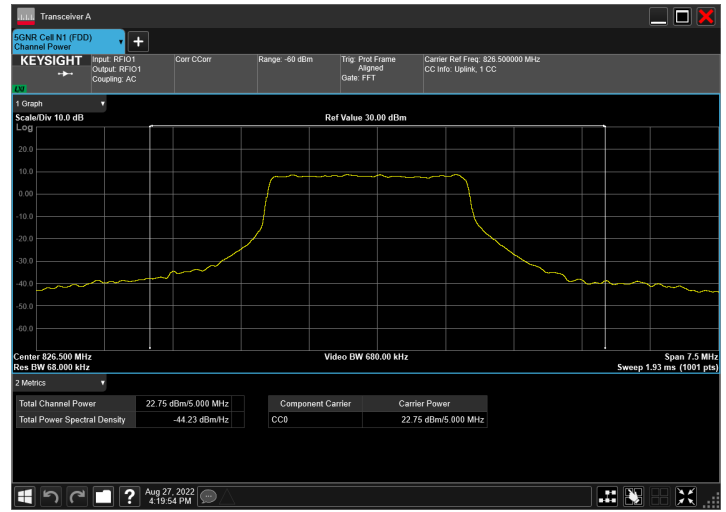 Transceiver A
5GNR Cell N1 (FDD)
Channel Power
KEYSIGHT
LXI
Input: RFIO1
Output: RFIO1
Coupling: AC
Corr CCorr
Range: -60 dBm
Trig: Prot Frame
Aligned
Gate: FFT
Carrier Ref Freq: 826.500000 MHz
CC Info: Uplink, 1 CC
1 Graph
Scale/Div 10.0 dB
Ref Value 30.00 dBm
Log
20.0
10.0
0.00
-10.0
-20.0
-30.0
-40.0
-50.0
-60.0
Center 826.500 MHz
Video BW 680.00 kHz
Span 7.5 MHz
Res BW 68.000 kHz
Sweep 1.93 ms (1001 pts)
2 Metrics
Total Channel Power 22.75 dBm/5.000 MHz
Total Power Spectral Density -44.23 dBm/Hz
Component Carrier Carrier Power
CC0 22.75 dBm/5.000 MHz
Aug 27, 2022
4:19:54 PM